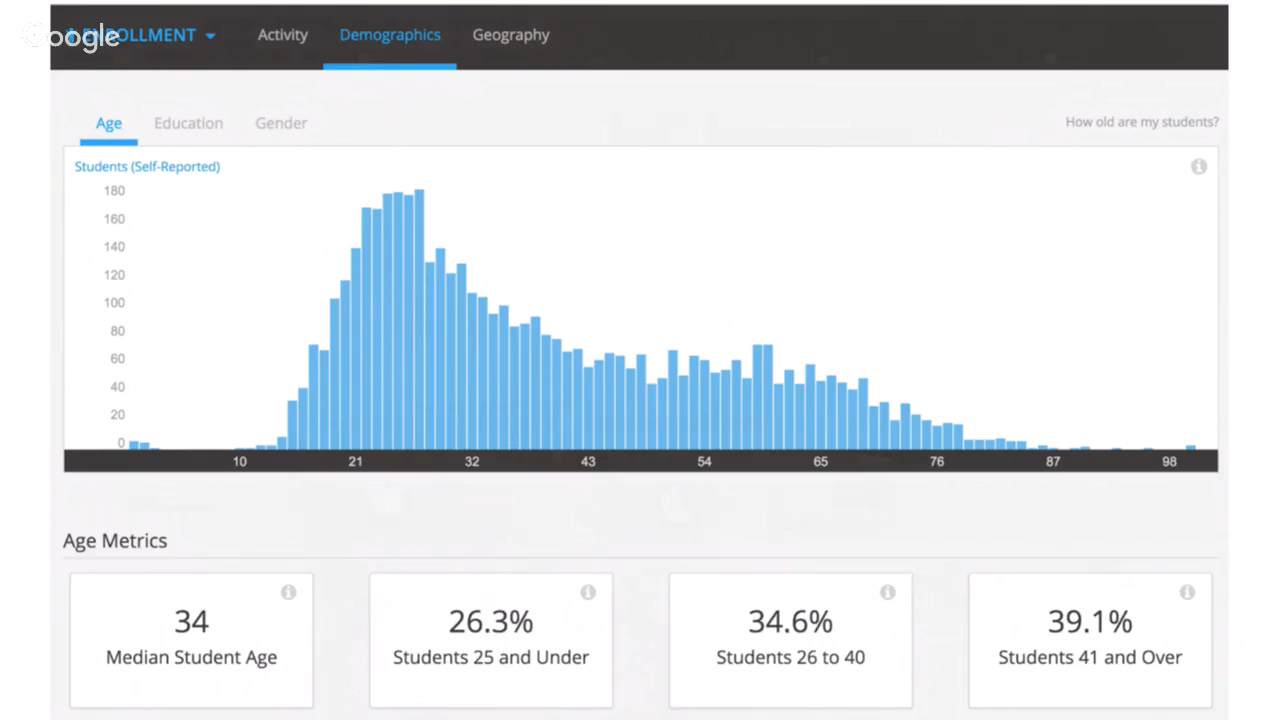 Google
ENROLLMENT Activity Demographics Geography
Age Education Gender How old are my students?
Students (Self-Reported)
180
160
140
120
100
80
60
40
20
0
10 21 32 43 54 65 76 87 98
Age Metrics
34 26.3% 34.6% 39.1%
Median Student Age Students 25 and Under Students 26 to 40 Students 41 and Over